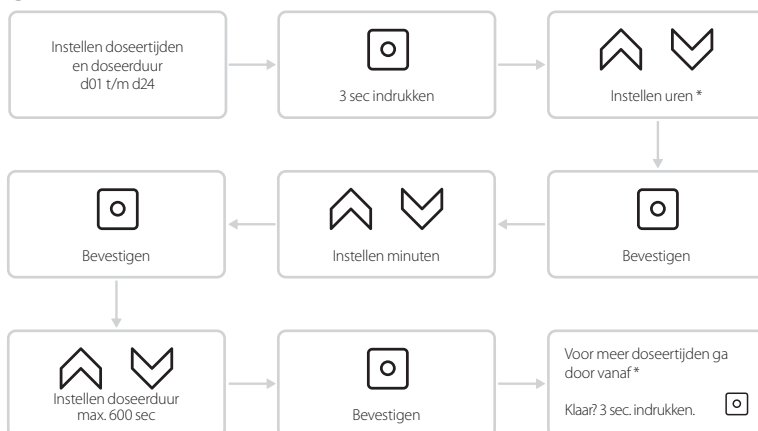 Instellen doseertijden
en doseerduur
d01 t/m d24
3 sec indrukken
Instellen uren *
Bevestigen
Instellen minuten
Bevestigen
Instellen doseerduur
max. 600 sec
Bevestigen
Voor meer doseertijden ga
door vanaf *
Klaar? 3 sec. indrukken.